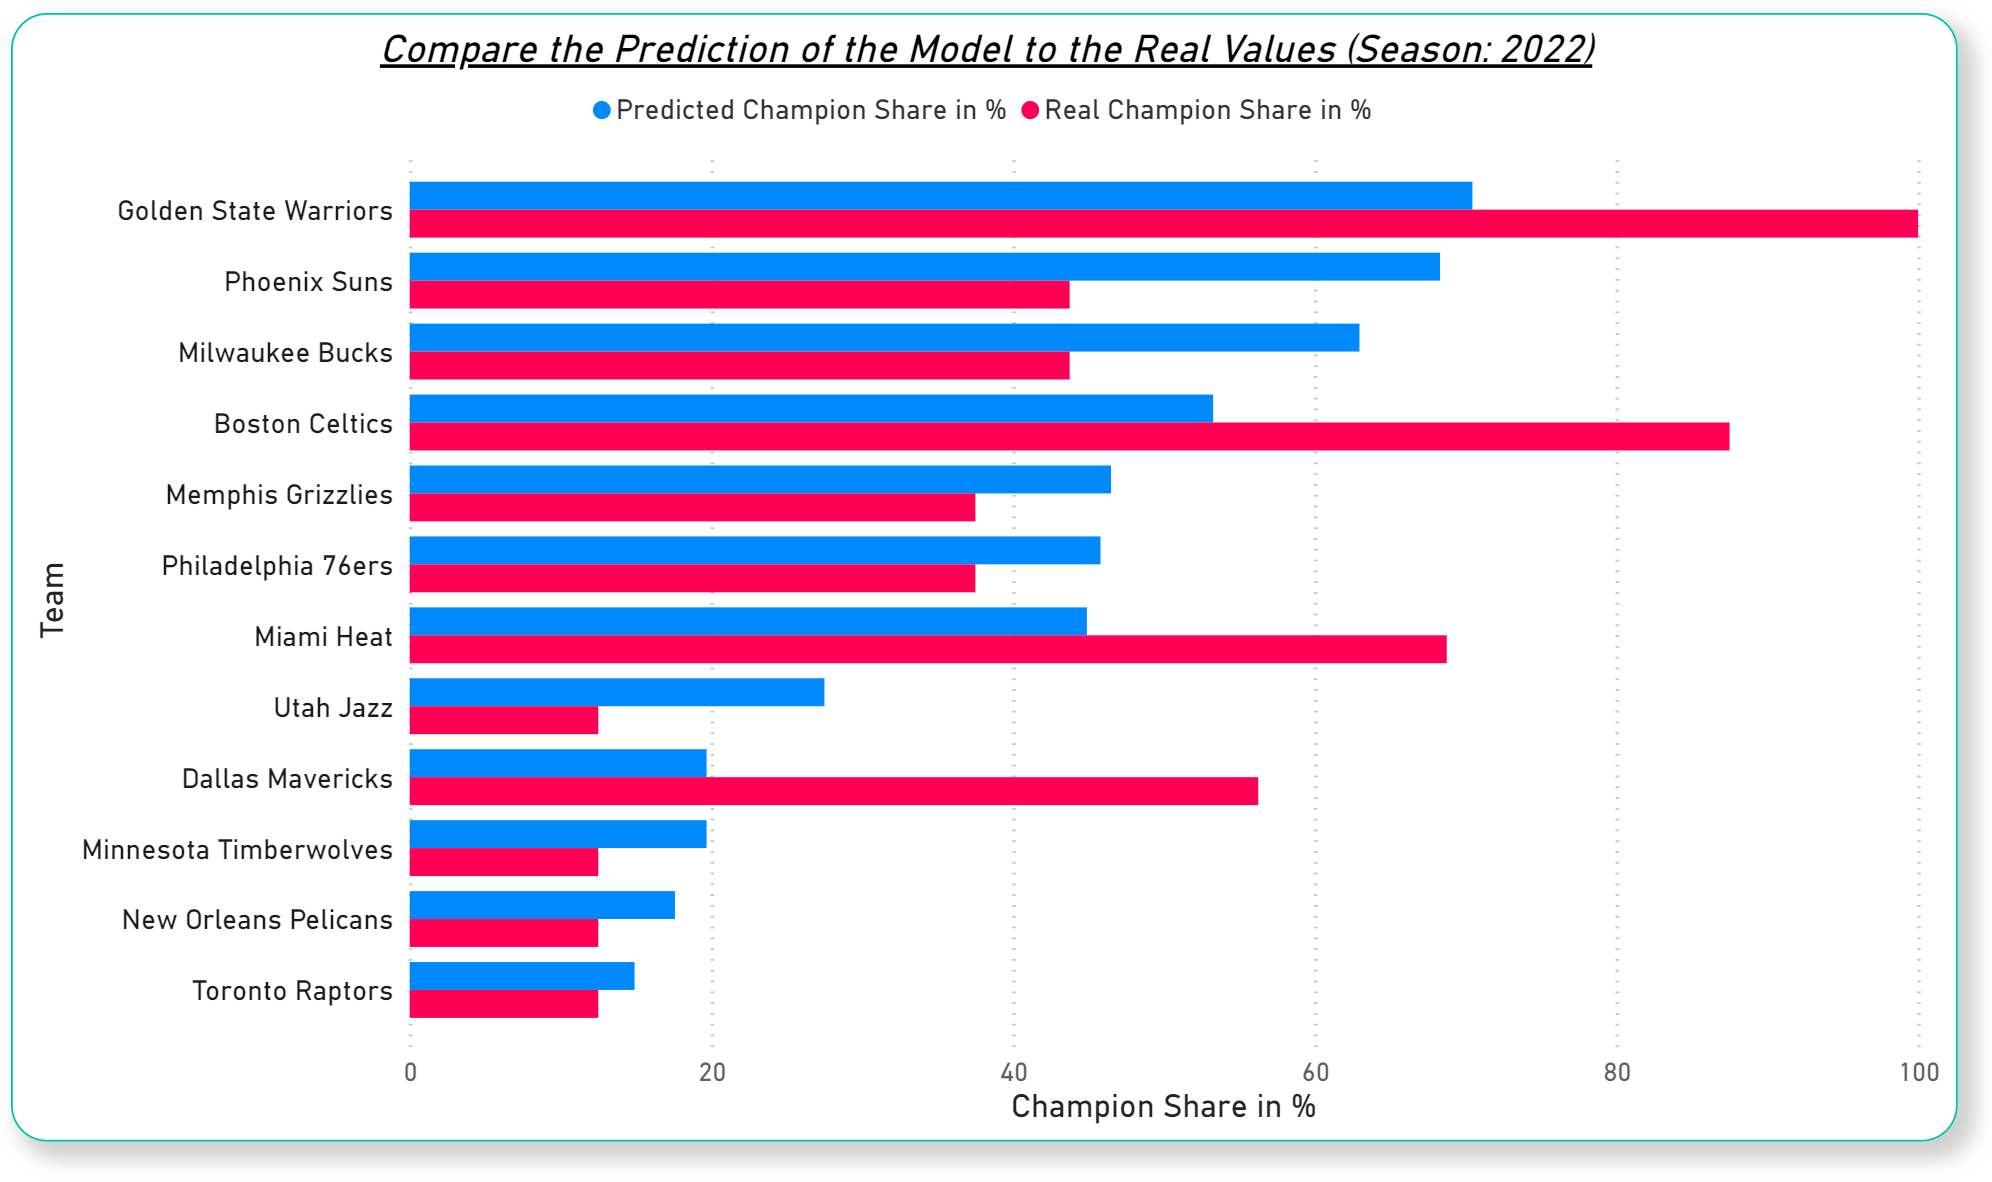 Compare the Prediction of the Model to the Real Values (Season: 2022)
Predicted Champion Share in % Real Champion Share in %
Golden State Warriors
Phoenix Suns
Milwaukee Bucks
Boston Celtics
Memphis Grizzlies
Philadelphia 76ers
Miami Heat
Utah Jazz
Dallas Mavericks
Minnesota Timberwolves
New Orleans Pelicans
Toronto Raptors
Team
0 20 40 60 80 100
Champion Share in %